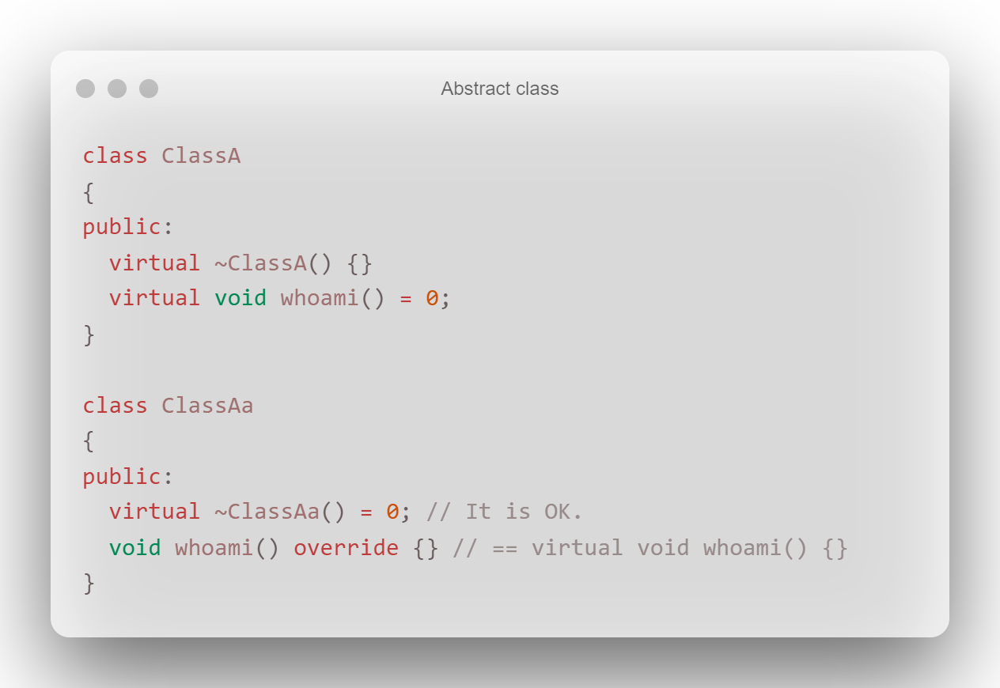 Abstract class
class ClassA
{
public:
  virtual ~ClassA() {}
  virtual void whoami() = 0;
}
class ClassAa
{
public:
  virtual ~ClassAa() = 0; // It is OK.
  void whoami() override {} // == virtual void whoami() {}
}